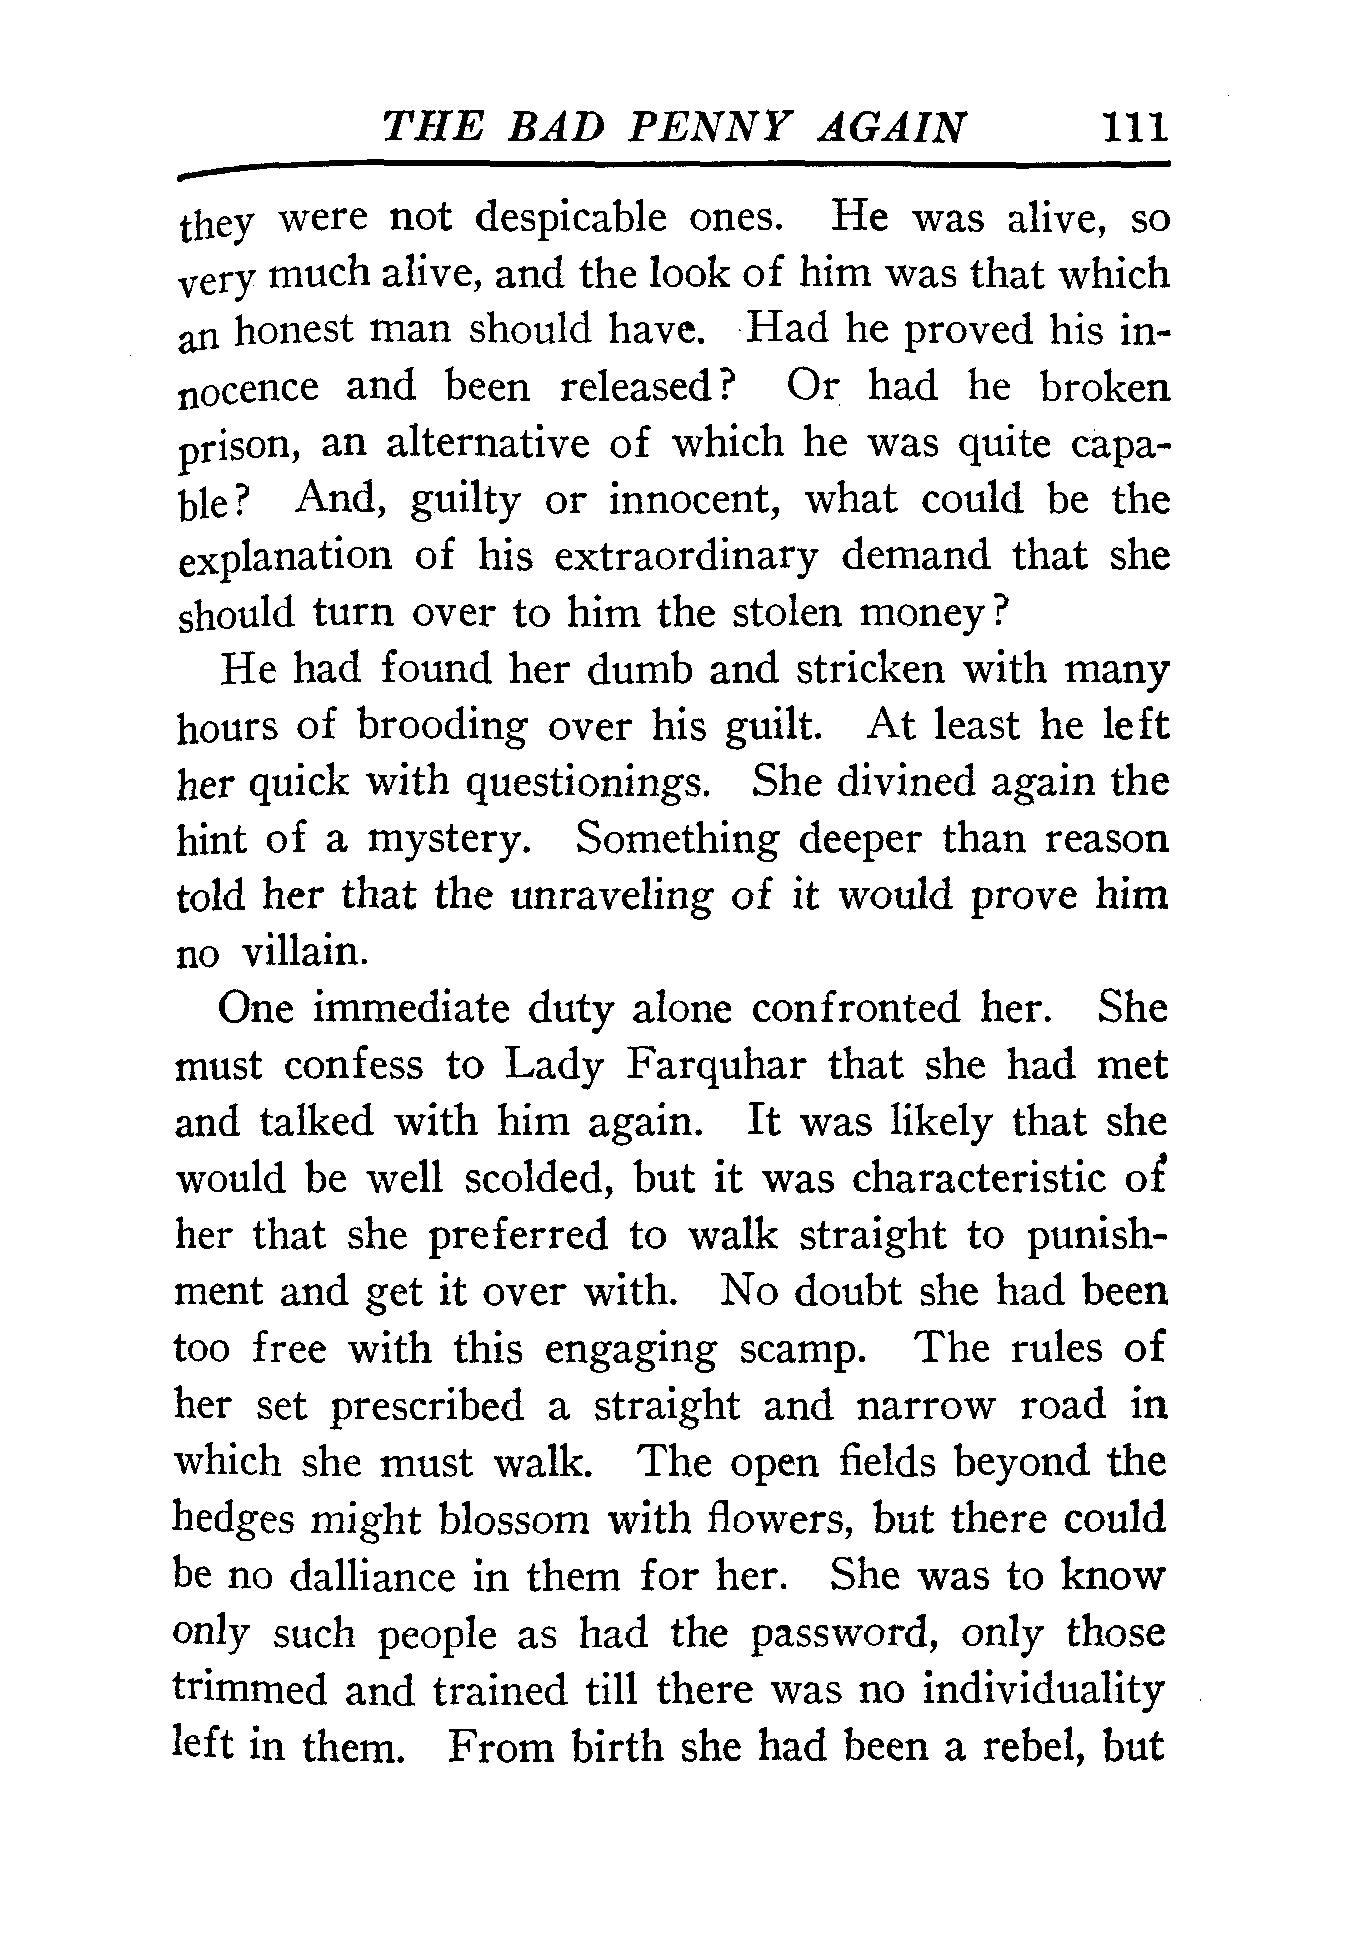 THE BAD PENNY AGAIN 111
they were not despicable ones. He was alive, so
very much alive, and the look of him was that which
an honest man should have. Had he proved his in-
nocence and been released? Or had he broken
prison, an alternative of which he was quite capa-
ble? And, guilty or innocent, what could be the
explanation of his extraordinary demand that she
should turn over to him the stolen money?
He had found her dumb and stricken with many
hours of brooding over his guilt. At least he left
her quick with questionings. She divined again the
hint of a mystery. Something deeper than reason
told her that the unraveling of it would prove him
no villain.
One immediate duty alone confronted her. She
must confess to Lady Farquhar that she had met
and talked with him again. It was likely that she
would be well scolded, but it was characteristic of
her that she preferred to walk straight to punish-
ment and get it over with. No doubt she had been
too free with this engaging scamp. The rules of
her set prescribed a straight and narrow road in
which she must walk. The open fields beyond the
hedges might blossom with flowers, but there could
be no dalliance in them for her. She was to know
only such people as had the password, only those
trimmed and trained till there was no individuality
left in them. From birth she had been a rebel, but